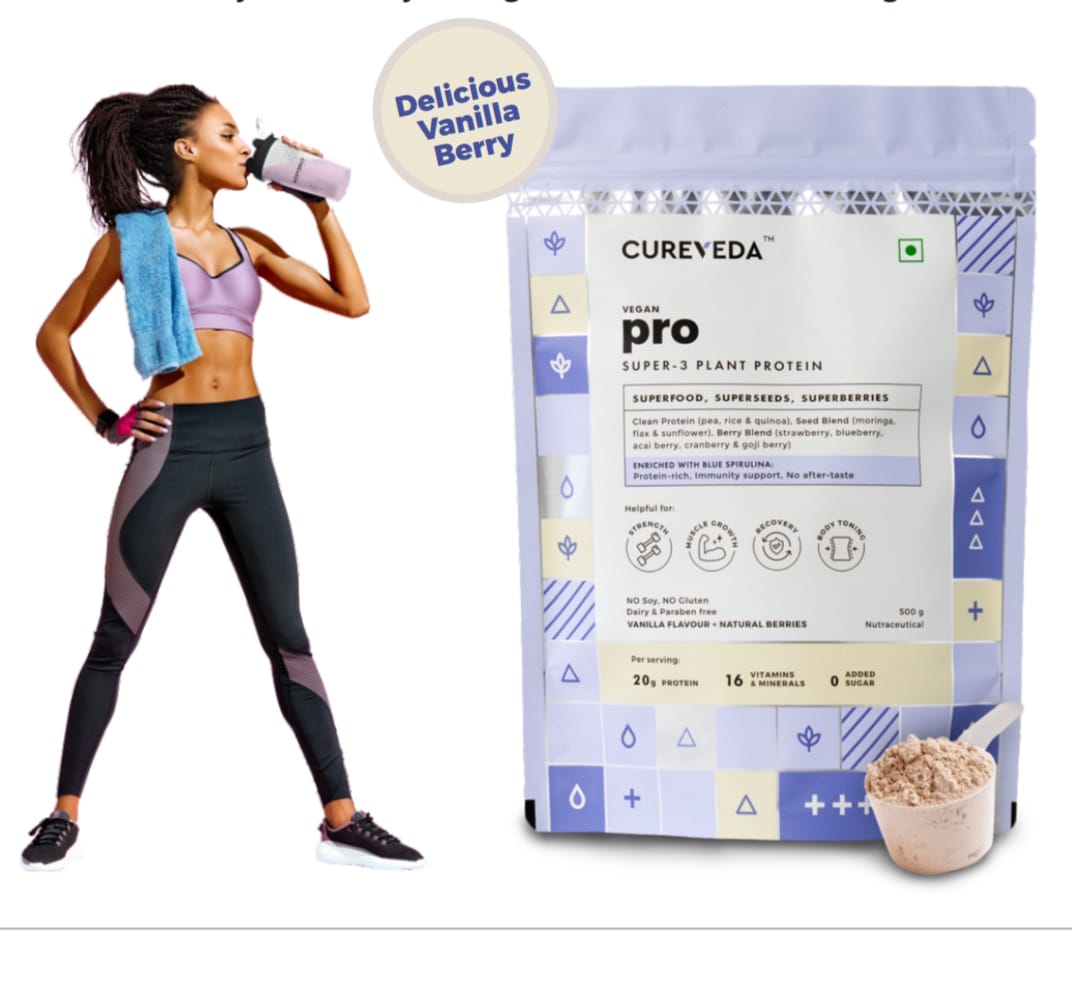 Delicious
Vanilla
Berry
CUREVEDA™
VEGAN
pro
SUPER-3 PLANT PROTEIN
SUPERFOOD, SUPERSEEDS, SUPERBERRIES
Clean Protein (pea, rice & quinoa), Seed Blend (moringa,
flax & sunflower), Berry Blend (strawberry, blueberry,
acai berry, cranberry & goji berry)
ENRICHED WITH BLUE SPIRULINA:
Protein-rich, Immunity support, No after-taste
Helpful for:
STRENGTH
MUSCLE GROWTH
RECOVERY
BODY TONING
NO Soy, NO Gluten
Dairy & Paraben free
VANILLA FLAVOUR + NATURAL BERRIES
500 g
Nutraceutical
Per serving:
20g PROTEIN
16 VITAMINS
& MINERALS
0 ADDED
SUGAR